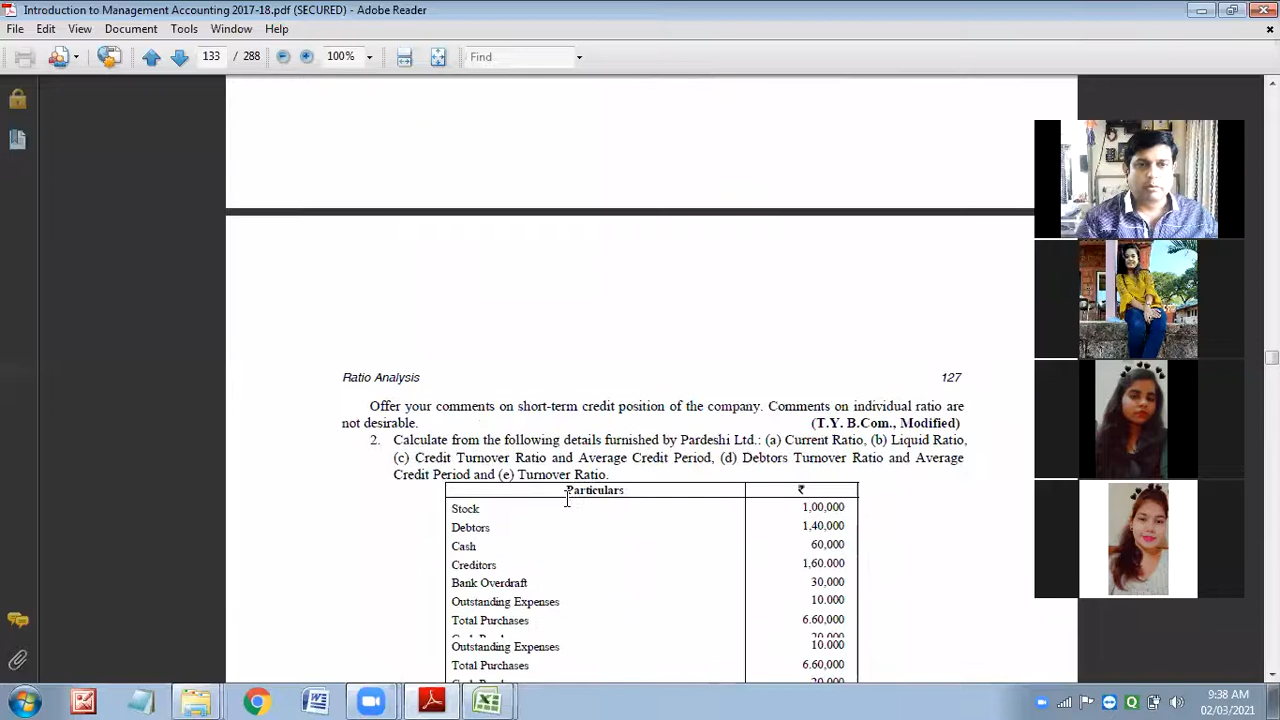 Introduction to Management Accounting 2017-18.pdf (SECURED) - Adobe Reader
File Edit View Document Tools Window Help
133 / 288 100% Find
Ratio Analysis 127
Offer your comments on short-term credit position of the company. Comments on individual ratio are
not desirable. (T.Y. B.Com., Modified)
2. Calculate from the following details furnished by Pardeshi Ltd.: (a) Current Ratio, (b) Liquid Ratio,
(c) Credit Turnover Ratio and Average Credit Period, (d) Debtors Turnover Ratio and Average
Credit Period and (e) Turnover Ratio.
Particulars ₹
Stock 1,00,000
Debtors 1,40,000
Cash 60,000
Creditors 1,60.000
Bank Overdraft 30,000
Outstanding Expenses 10.000
Total Purchases 6.60,000
Outstanding Expenses 10.000
Total Purchases 6.60,000
9:38 AM
02/03/2021